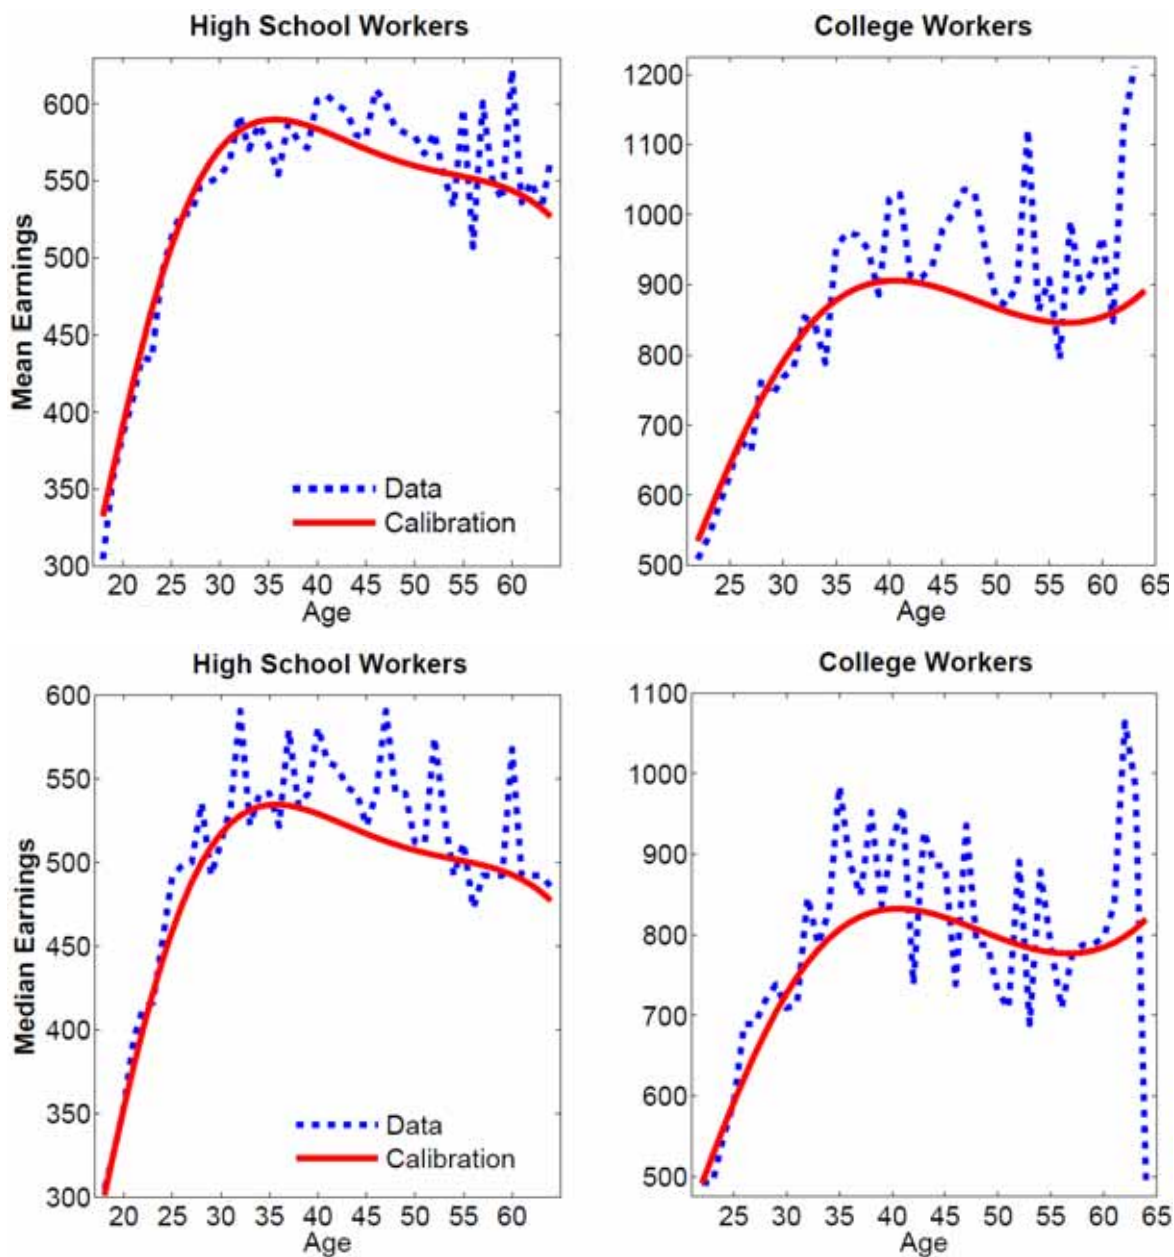 High School Workers
Mean Earnings
600
550
500
450
400
350
300
20 25 30 35 40 45 50 55 60
Age
Data
Calibration
College Workers
1200
1100
1000
900
800
700
600
500
25 30 35 40 45 50 55 60 65
Age
High School Workers
Median Earnings
600
550
500
450
400
350
300
20 25 30 35 40 45 50 55 60
Age
Data
Calibration
College Workers
1100
1000
900
800
700
600
500
25 30 35 40 45 50 55 60 65
Age